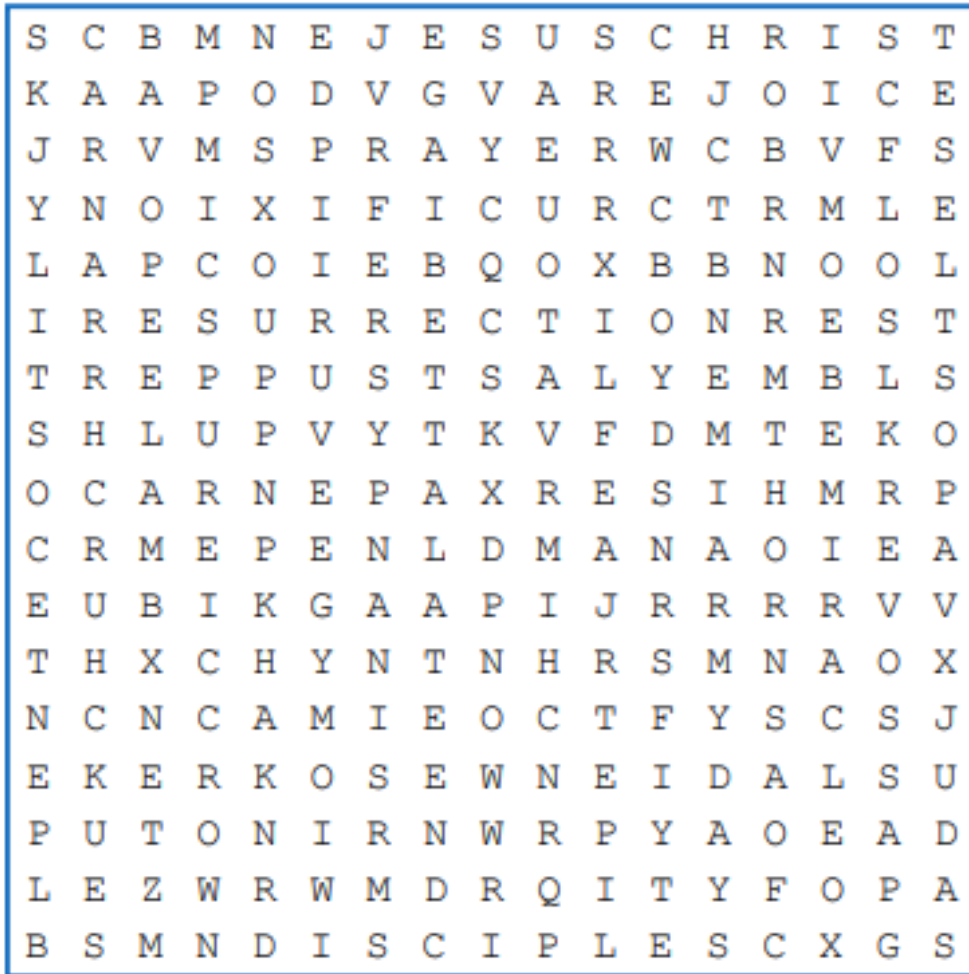 S C B M N E J E S U S C H R I S T
K A A P O D V G V A R E J O I C E
J R V M S P R A Y E R W C B V F S
Y N O I X I F I C U R C T R M L E
L A P C O I E B Q O X B B N O O L
I R E S U R R E C T I O N R E S T
T R E P P U S T S A L Y E M B L S
S H L U P V Y T K V F D M T E K O
O C A R N E P A X R E S I H M R P
C R M E P E N L D M A N A O I E A
E U B I K G A A P I J R R R R V V
T H X C H Y N T N H R S M N A O X
N C N C A M I E O C T F Y S C S J
E K E R K O S E W N E I D A L S U
P U T O N I R N W R P Y A O E A D
L E Z W R W M D R Q I T Y F O P A
B S M N D I S C I P L E S C X G S